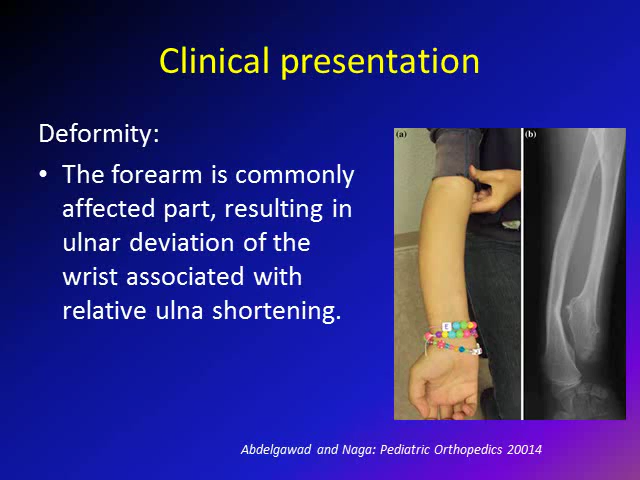 Clinical presentation
Deformity:
• The forearm is commonly
affected part, resulting in
ulnar deviation of the
wrist associated with
relative ulna shortening.
(a)
(b)
E
Abdelgawad and Naga: Pediatric Orthopedics 20014